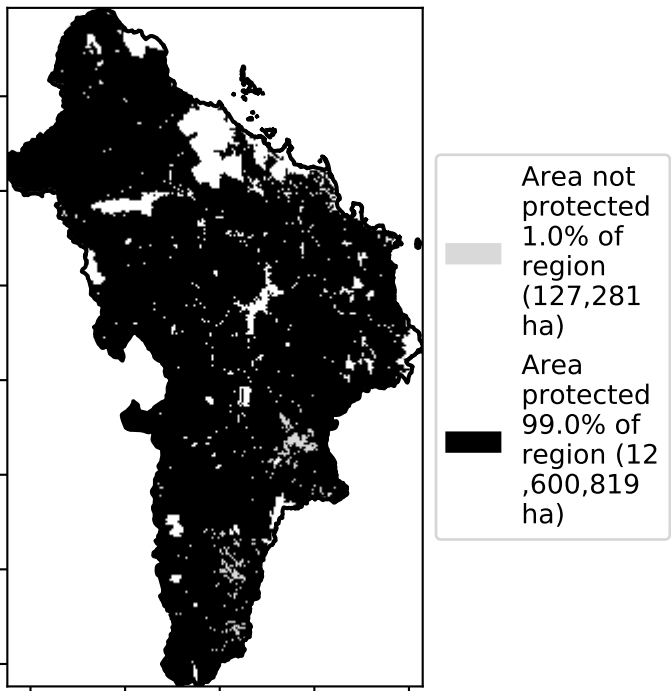 Area not
protected
1.0% of
region
(127,281
ha)
Area
protected
99.0% of
region (12
,600,819
ha)